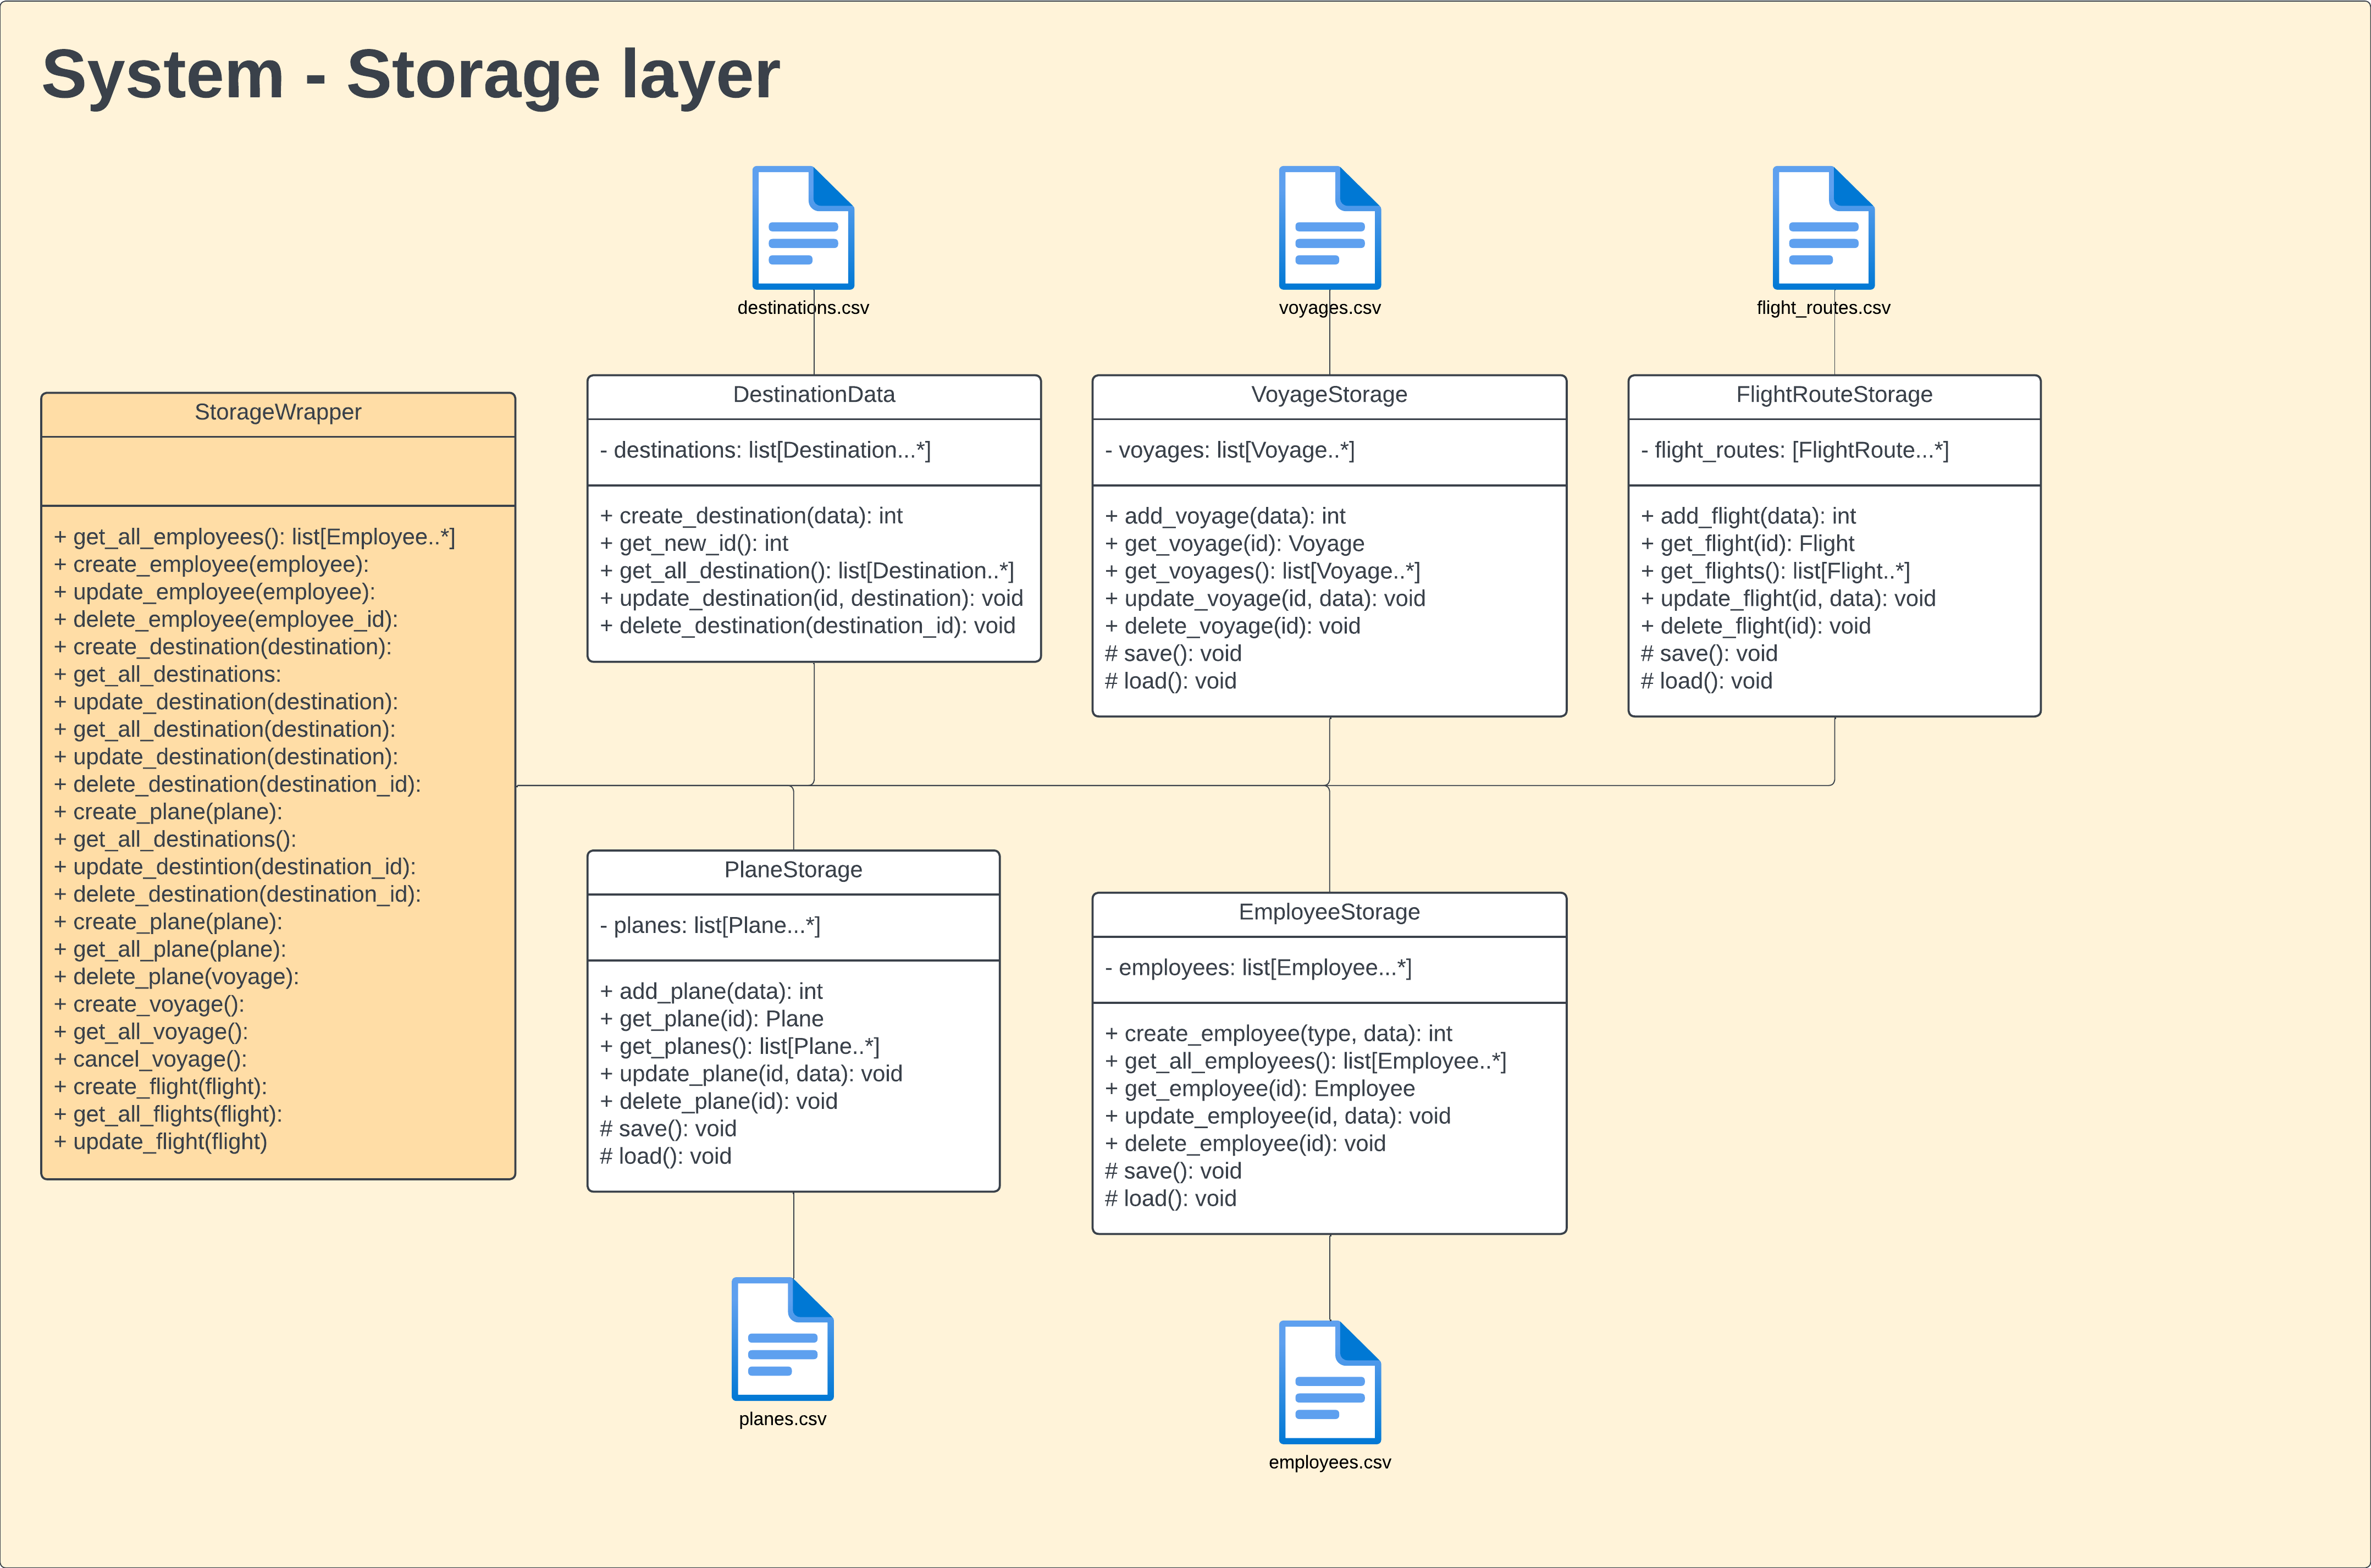 System - Storage layer
destinations.csv
voyages.csv
flight_routes.csv
StorageWrapper
+ get_all_employees(): list[Employee..*]
+ create_employee(employee):
+ update_employee(employee):
+ delete_employee(employee_id):
+ create_destination(destination):
+ get_all_destinations:
+ update_destination(destination):
+ get_all_destination(destination):
+ update_destination(destination):
+ delete_destination(destination_id):
+ create_plane(plane):
+ get_all_destinations():
+ update_destintion(destination_id):
+ delete_destination(destination_id):
+ create_plane(plane):
+ get_all_plane(plane):
+ delete_plane(voyage):
+ create_voyage():
+ get_all_voyage():
+ cancel_voyage():
+ create_flight(flight):
+ get_all_flights(flight):
+ update_flight(flight)
DestinationData
- destinations: list[Destination...*]
+ create_destination(data): int
+ get_new_id(): int
+ get_all_destination(): list[Destination..*]
+ update_destination(id, destination): void
+ delete_destination(destination_id): void
VoyageStorage
- voyages: list[Voyage..*]
+ add_voyage(data): int
+ get_voyage(id): Voyage
+ get_voyages(): list[Voyage..*]
+ update_voyage(id, data): void
+ delete_voyage(id): void
# save(): void
# load(): void
FlightRouteStorage
- flight_routes: [FlightRoute...*]
+ add_flight(data): int
+ get_flight(id): Flight
+ get_flights(): list[Flight..*]
+ update_flight(id, data): void
+ delete_flight(id): void
# save(): void
# load(): void
PlaneStorage
- planes: list[Plane...*]
+ add_plane(data): int
+ get_plane(id): Plane
+ get_planes(): list[Plane..*]
+ update_plane(id, data): void
+ delete_plane(id): void
# save(): void
# load(): void
EmployeeStorage
- employees: list[Employee...*]
+ create_employee(type, data): int
+ get_all_employees(): list[Employee..*]
+ get_employee(id): Employee
+ update_employee(id, data): void
+ delete_employee(id): void
# save(): void
# load(): void
planes.csv
employees.csv